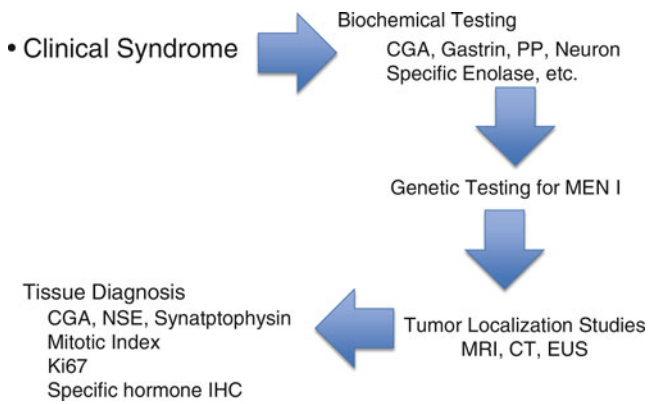 • Clinical Syndrome
Biochemical Testing
CGA, Gastrin, PP, Neuron
Specific Enolase, etc.
Genetic Testing for MEN I
Tumor Localization Studies
MRI, CT, EUS
Tissue Diagnosis
CGA, NSE, Synatptophysin
Mitotic Index
Ki67
Specific hormone IHC